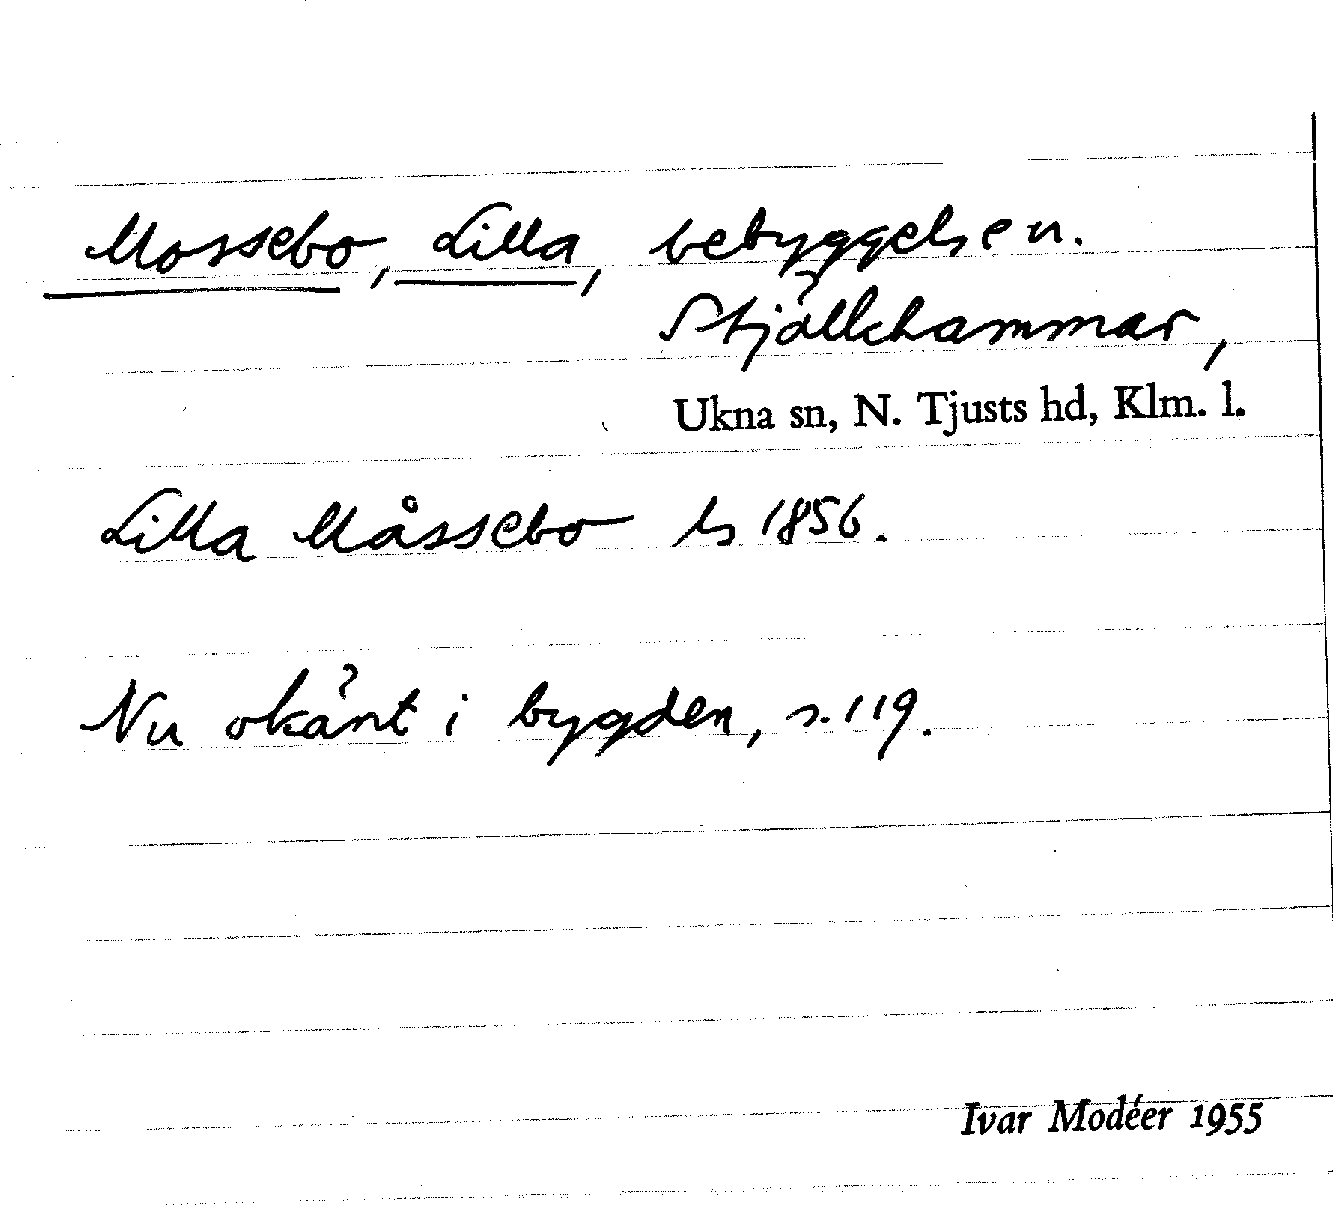 Mossebo, Lilla, bebyggelsen.
Stjälkhammar,
Ukna sn, N. Tjusts hd, Klm. l.
Lilla Måssebo ls 1856.
Nu okänt i bygden, s. 119.
Ivar Modéer 1955